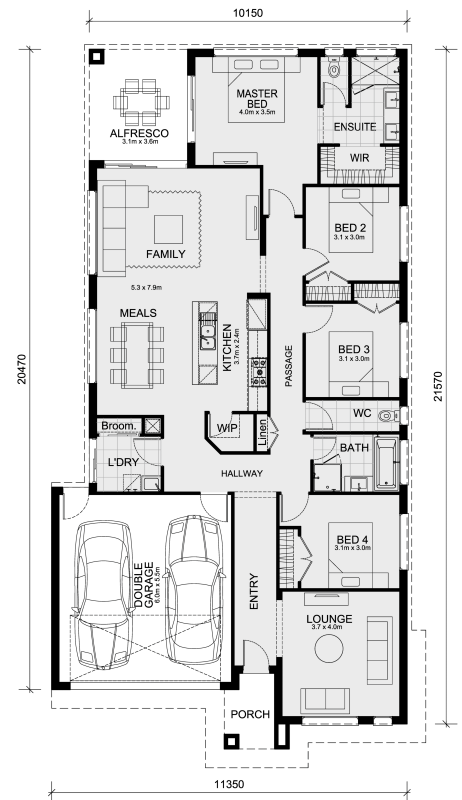 10150
MASTER
BED
4.0m x 3.5m
ALFRESCO
3.1m x 3.6m
ENSUITE
WIR
BED 2
3.1 x 3.0m
FAMILY
5.3 x 7.9m
MEALS
KITCHEN
3.7m x 2.4m
PASSAGE
BED 3
3.1 x 3.0m
20470
21570
WC
Broom.
WIP
Linen
BATH
L'DRY
HALLWAY
BED 4
3.1m x 3.0m
DOUBLE
GARAGE
6.0m x 5.5m
ENTRY
LOUNGE
3.7 x 4.0m
PORCH
11350